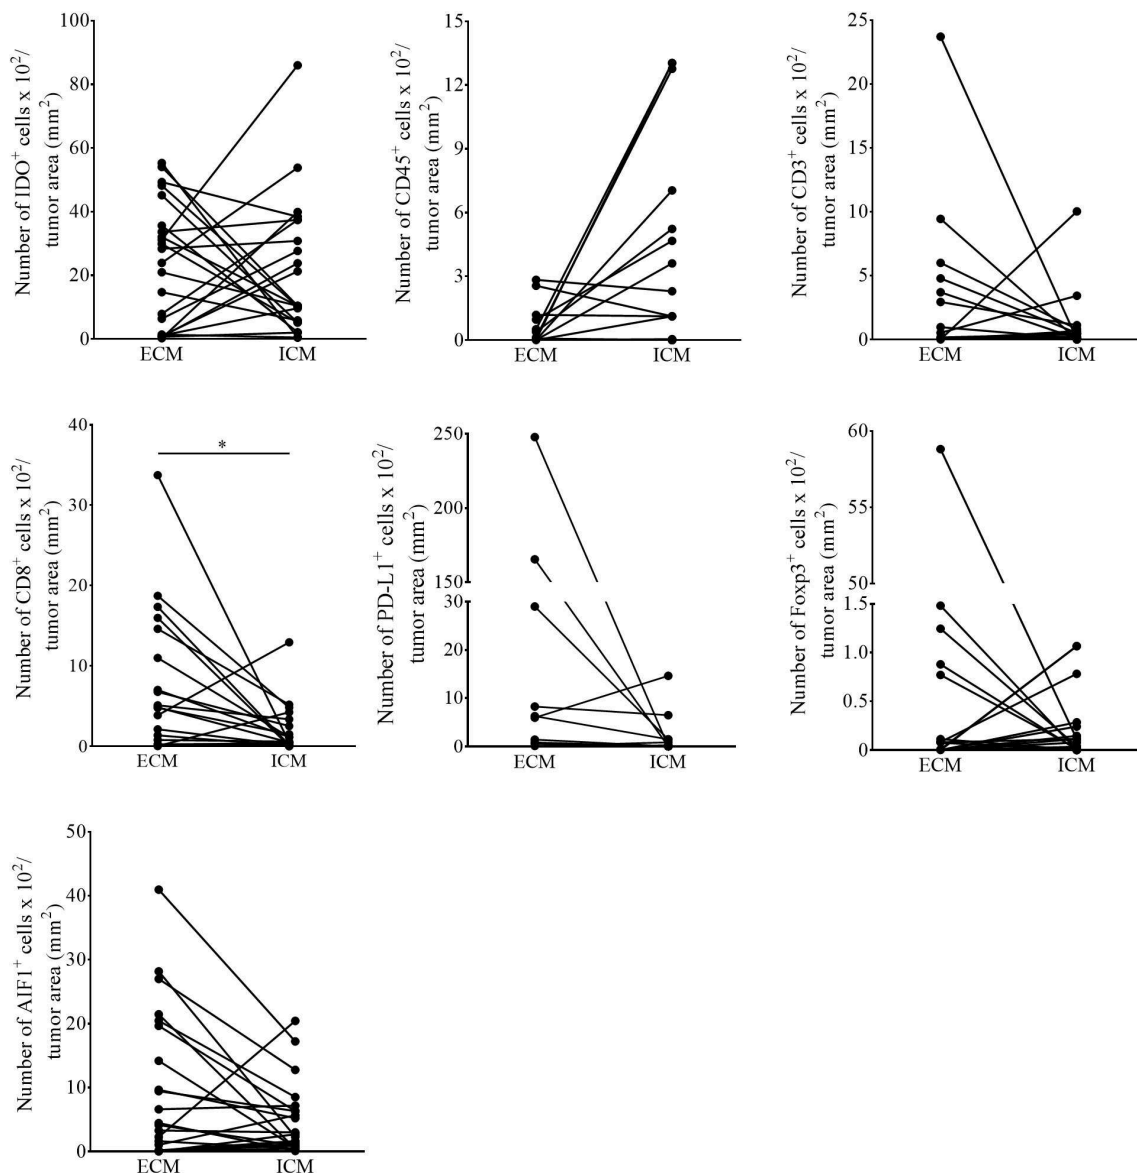 Number of IDO+ cells x 10²/
tumor area (mm²)
100
80
60
40
20
0
ECM ICM
Number of CD45+ cells x 10²/
tumor area (mm²)
15
12
9
6
3
0
ECM ICM
Number of CD3+ cells x 10²/
tumor area (mm²)
25
20
15
10
5
0
ECM ICM
Number of CD8+ cells x 10²/
tumor area (mm²)
40
30
20
10
0
*
ECM ICM
Number of PD-L1+ cells x 10²/
tumor area (mm²)
250
200
150
30
20
10
0
ECM ICM
Number of Foxp3+ cells x 10²/
tumor area (mm²)
60
55
50
1.5
1.0
0.5
0
ECM ICM
Number of AIF1+ cells x 10²/
tumor area (mm²)
50
40
30
20
10
0
ECM ICM